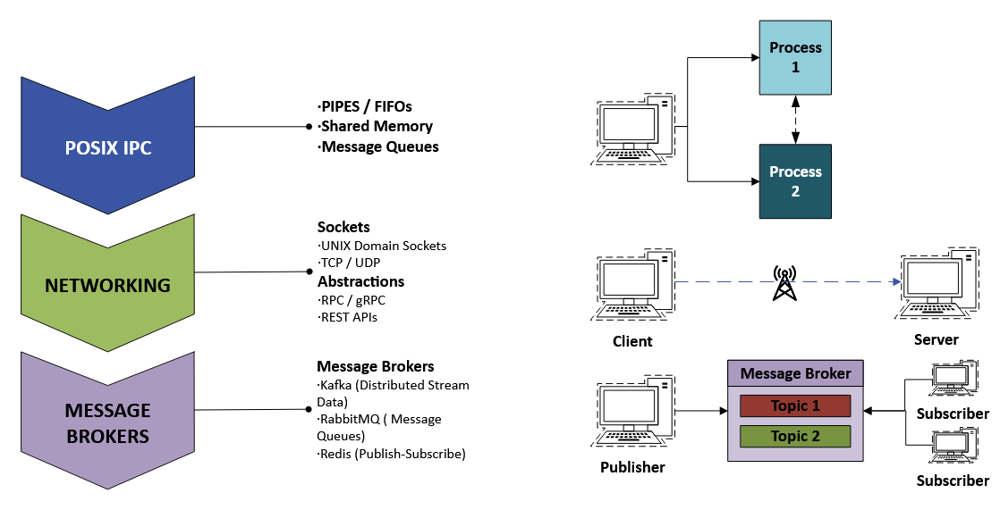 POSIX IPC
·PIPES / FIFOs
·Shared Memory
·Message Queues
Process
1
Process
2
NETWORKING
Sockets
·UNIX Domain Sockets
·TCP / UDP
Abstractions
·RPC / gRPC
·REST APIs
Client
Server
MESSAGE
BROKERS
Message Brokers
·Kafka (Distributed Stream
Data)
·RabbitMQ ( Message
Queues)
·Redis (Publish-Subscribe)
Publisher
Message Broker
Topic 1
Topic 2
Subscriber
Subscriber